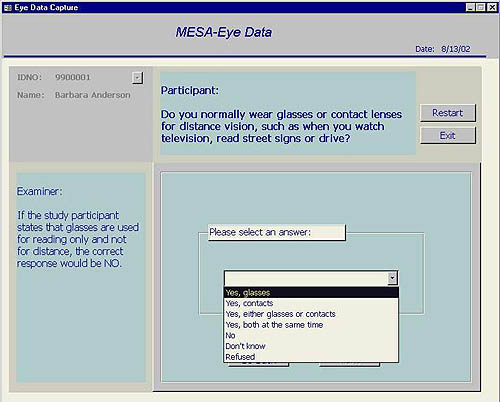 Eye Data Capture
MESA-Eye Data
Date: 8/13/02
IDNO: 9900001
Name: Barbara Anderson
Participant:
Do you normally wear glasses or contact lenses
for distance vision, such as when you watch
television, read street signs or drive?
Restart
Exit
Examiner:
If the study participant
states that glasses are used
for reading only and not
for distance, the correct
response would be NO.
Please select an answer:
Yes, glasses
Yes, contacts
Yes, either glasses or contacts
Yes, both at the same time
No
Don't know
Refused